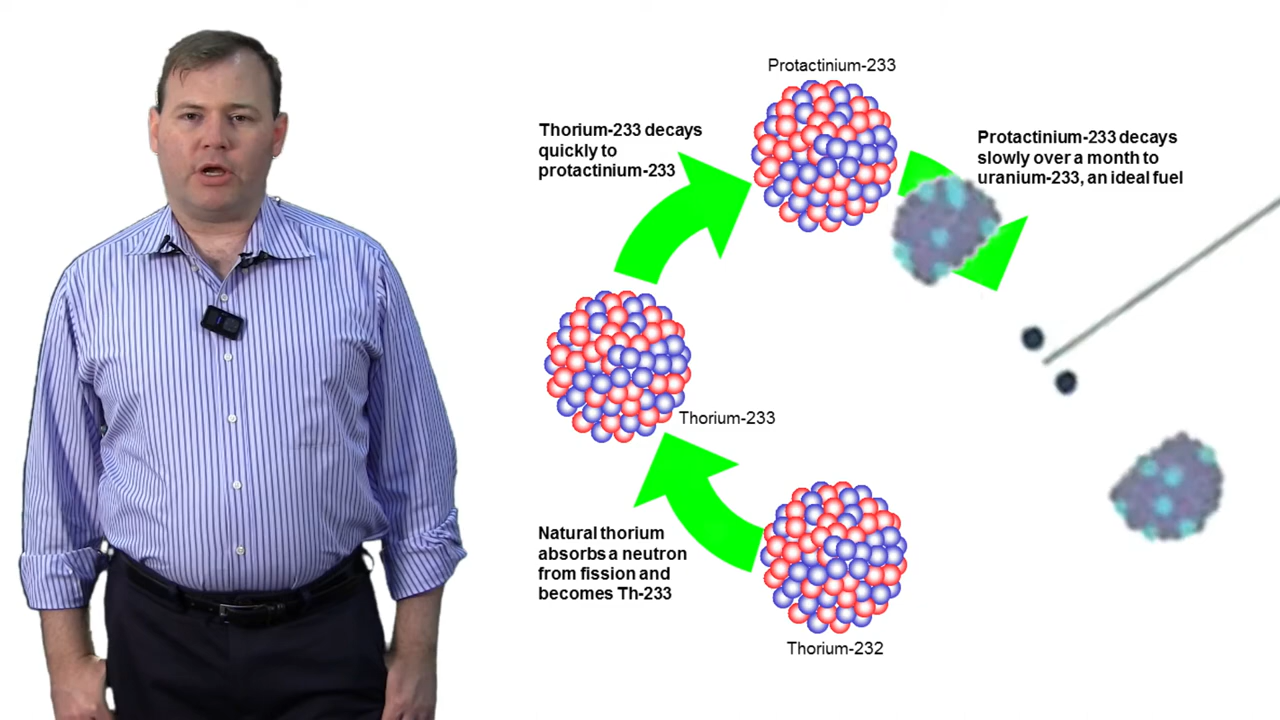 Protactinium-233
Thorium-233 decays
quickly to
protactinium-233
Protactinium-233 decays
slowly over a month to
uranium-233, an ideal fuel
Thorium-233
Natural thorium
absorbs a neutron
from fission and
becomes Th-233
Thorium-232